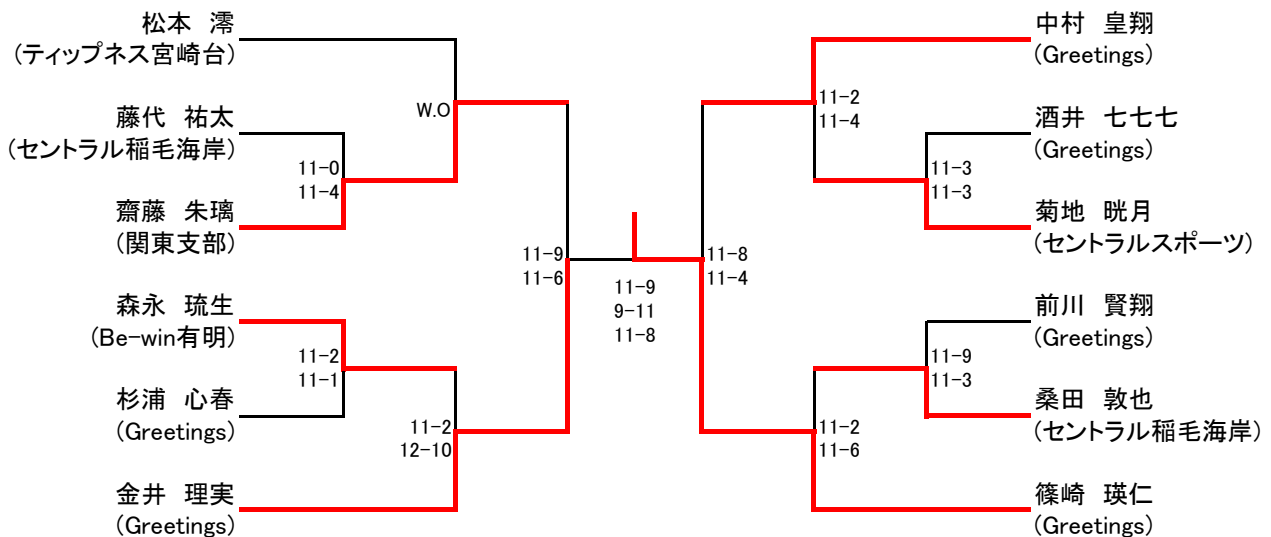 松本 澪
(ティップネス宮崎台)
藤代 祐太
(セントラル稲毛海岸)
齋藤 朱璃
(関東支部)
森永 琉生
(Be-win有明)
杉浦 心春
(Greetings)
金井 理実
(Greetings)
11-0
11-4
11-2
11-1
W.O
11-2
12-10
11-9
11-6
11-9
9-11
11-8
11-8
11-4
11-2
11-4
11-2
11-6
11-3
11-3
11-9
11-3
中村 皇翔
(Greetings)
酒井 七七七
(Greetings)
菊地 晄月
(セントラルスポーツ)
前川 賢翔
(Greetings)
桑田 敦也
(セントラル稲毛海岸)
篠崎 瑛仁
(Greetings)